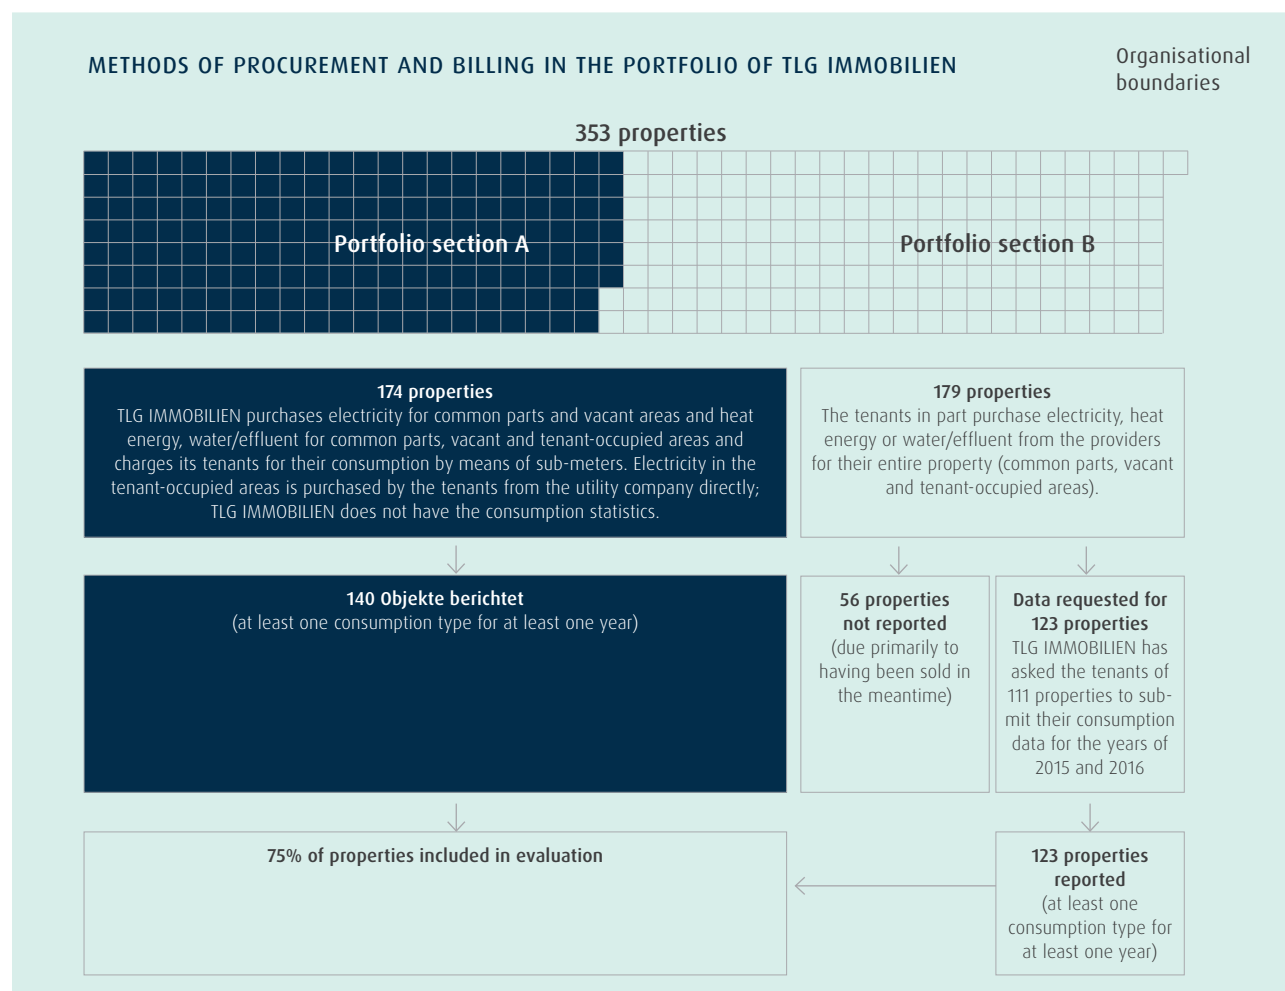 METHODS OF PROCUREMENT AND BILLING IN THE PORTFOLIO OF TLG IMMOBILIEN
Organisational
boundaries
353 properties
Portfolio section A
Portfolio section B
174 properties
TLG IMMOBILIEN purchases electricity for common parts and vacant areas and heat
energy, water/effluent for common parts, vacant and tenant-occupied areas and
charges its tenants for their consumption by means of sub-meters. Electricity in the
tenant-occupied areas is purchased by the tenants from the utility company directly;
TLG IMMOBILIEN does not have the consumption statistics.
179 properties
The tenants in part purchase electricity, heat
energy or water/effluent from the providers
for their entire property (common parts, vacant
and tenant-occupied areas).
140 Objekte berichtet
(at least one consumption type for at least one year)
56 properties
not reported
(due primarily to
having been sold in
the meantime)
Data requested for
123 properties
TLG IMMOBILIEN has
asked the tenants of
111 properties to sub-
mit their consumption
data for the years of
2015 and 2016
75% of properties included in evaluation
123 properties
reported
(at least one
consumption type for
at least one year)